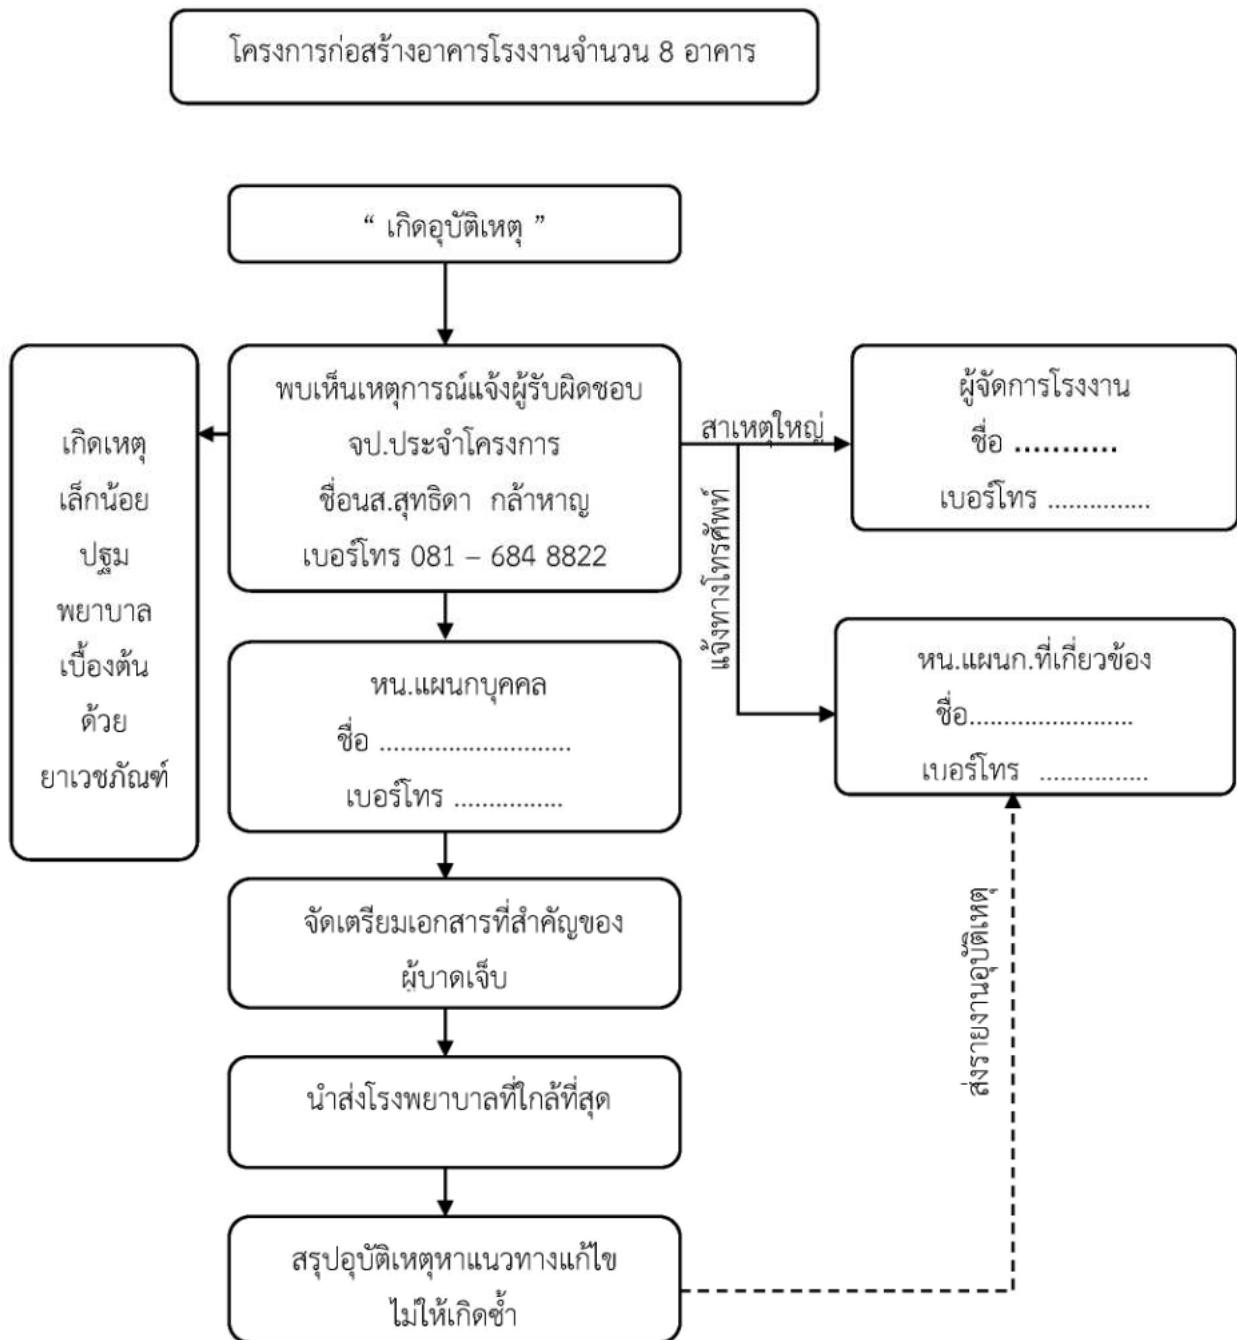 โครงการก่อสร้างอาคารโรงงานจำนวน 8 อาคาร
“ เกิดอุบัติเหตุ ”
พบเห็นเหตุการณ์แจ้งผู้รับผิดชอบ
จป.ประจำโครงการ
ชื่อนส.สุทธิดา กล้าหาญ
เบอร์โทร 081 – 684 8822
เกิดเหตุ
เล็กน้อย
ปฐม
พยาบาล
เบื้องต้น
ด้วย
ยาเวชภัณฑ์
สาเหตุใหญ่
แจ้งทางโทรศัพท์
ผู้จัดการโรงงาน
ชื่อ ...........
เบอร์โทร ...............
หน.แผนก.ที่เกี่ยวข้อง
ชื่อ........................
เบอร์โทร ................
หน.แผนกบุคคล
ชื่อ ............................
เบอร์โทร ................
จัดเตรียมเอกสารที่สำคัญของ
ผู้บาดเจ็บ
นำส่งโรงพยาบาลที่ใกล้ที่สุด
สรุปอุบัติเหตุหาแนวทางแก้ไข
ไม่ให้เกิดซ้ำ
ส่งรายงานอุบัติเหตุ